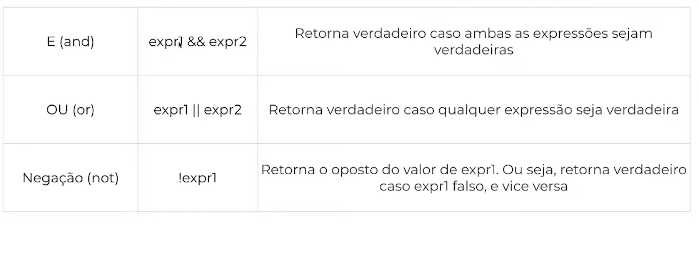 E (and)
expr1 && expr2
Retorna verdadeiro caso ambas as expressões sejam
verdadeiras
OU (or)
expr1 || expr2
Retorna verdadeiro caso qualquer expressão seja verdadeira
Negação (not)
!expr1
Retorna o oposto do valor de expr1. Ou seja, retorna verdadeiro
caso expr1 falso, e vice versa